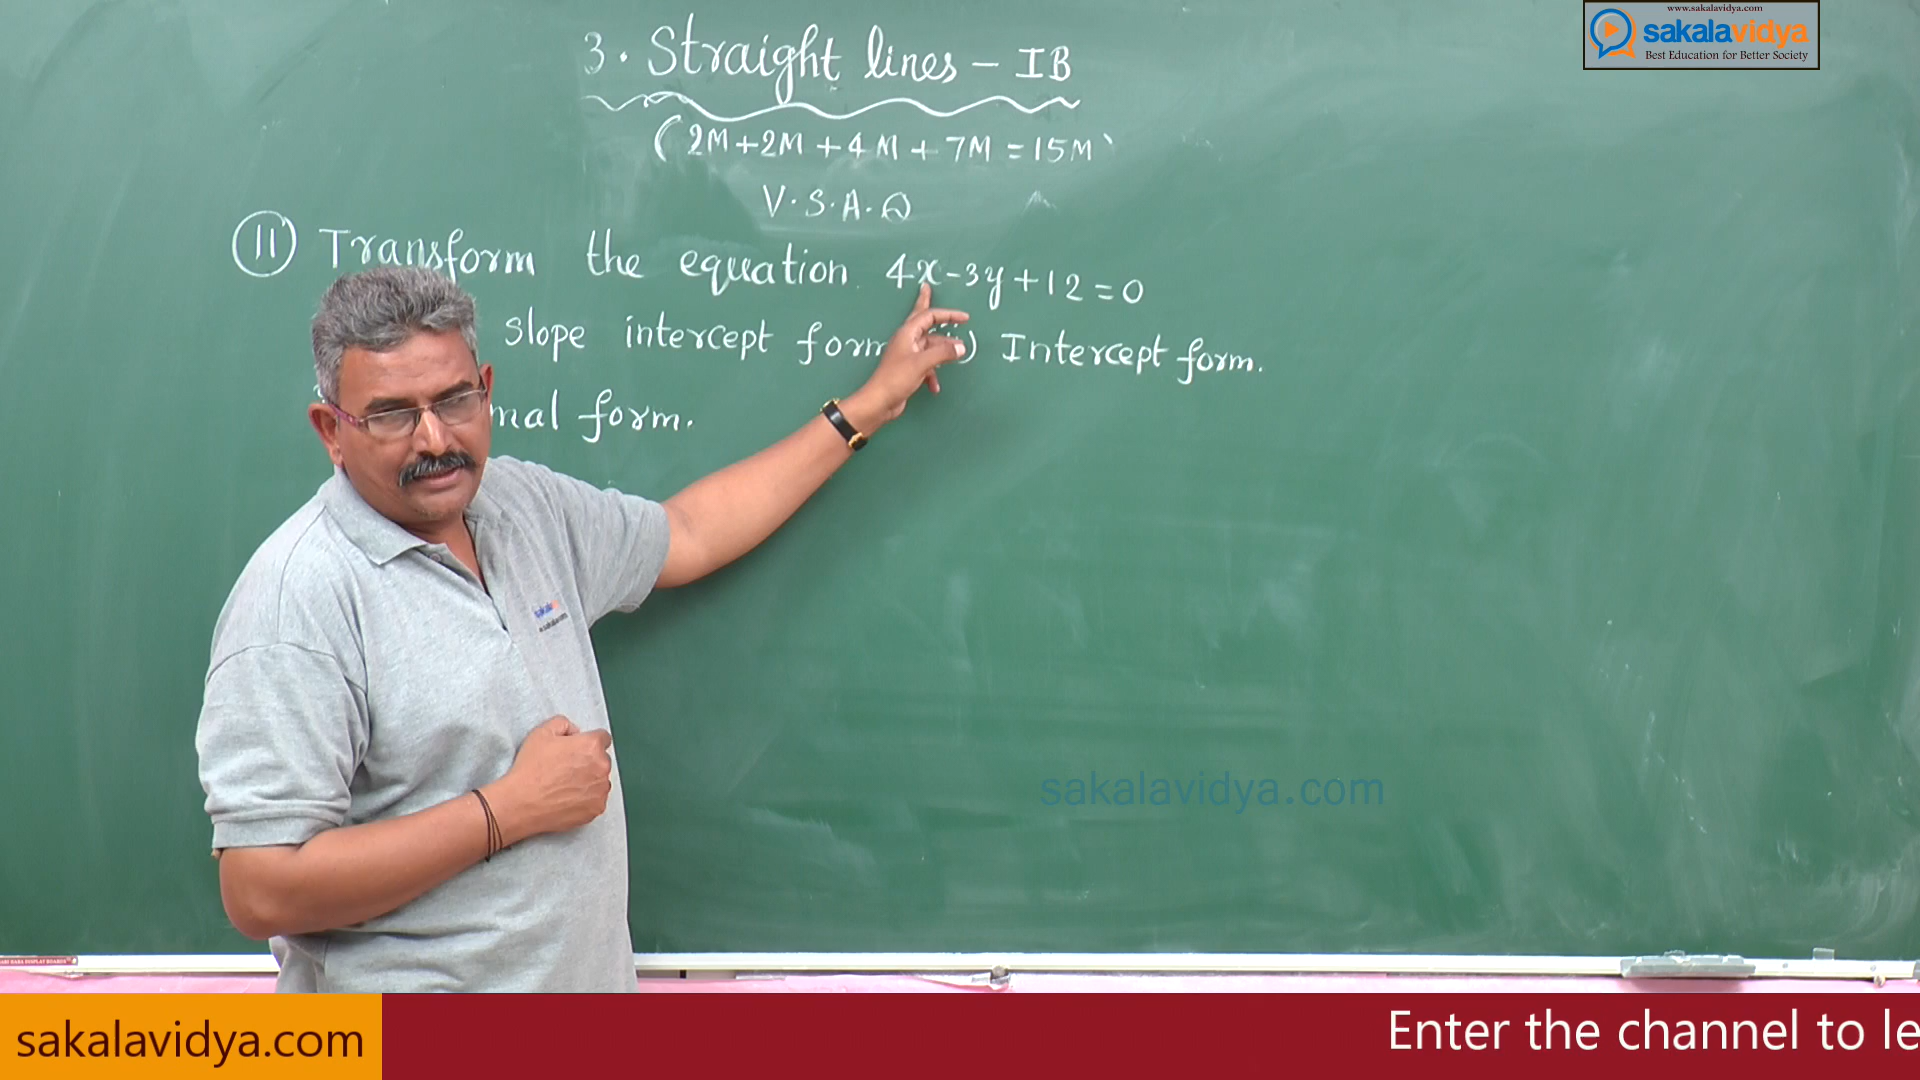 www.sakalavidya.com
sakalavidya
Best Education for Better Society
3. Straight lines - IB
(2M+2M+4M+7M=15M)
V.S.A.Q
11 Transform the equation 4x-3y+12=0
slope intercept form Intercept form.
mal form.
sakalavidya.com
sakalavidya.com
Enter the channel to le